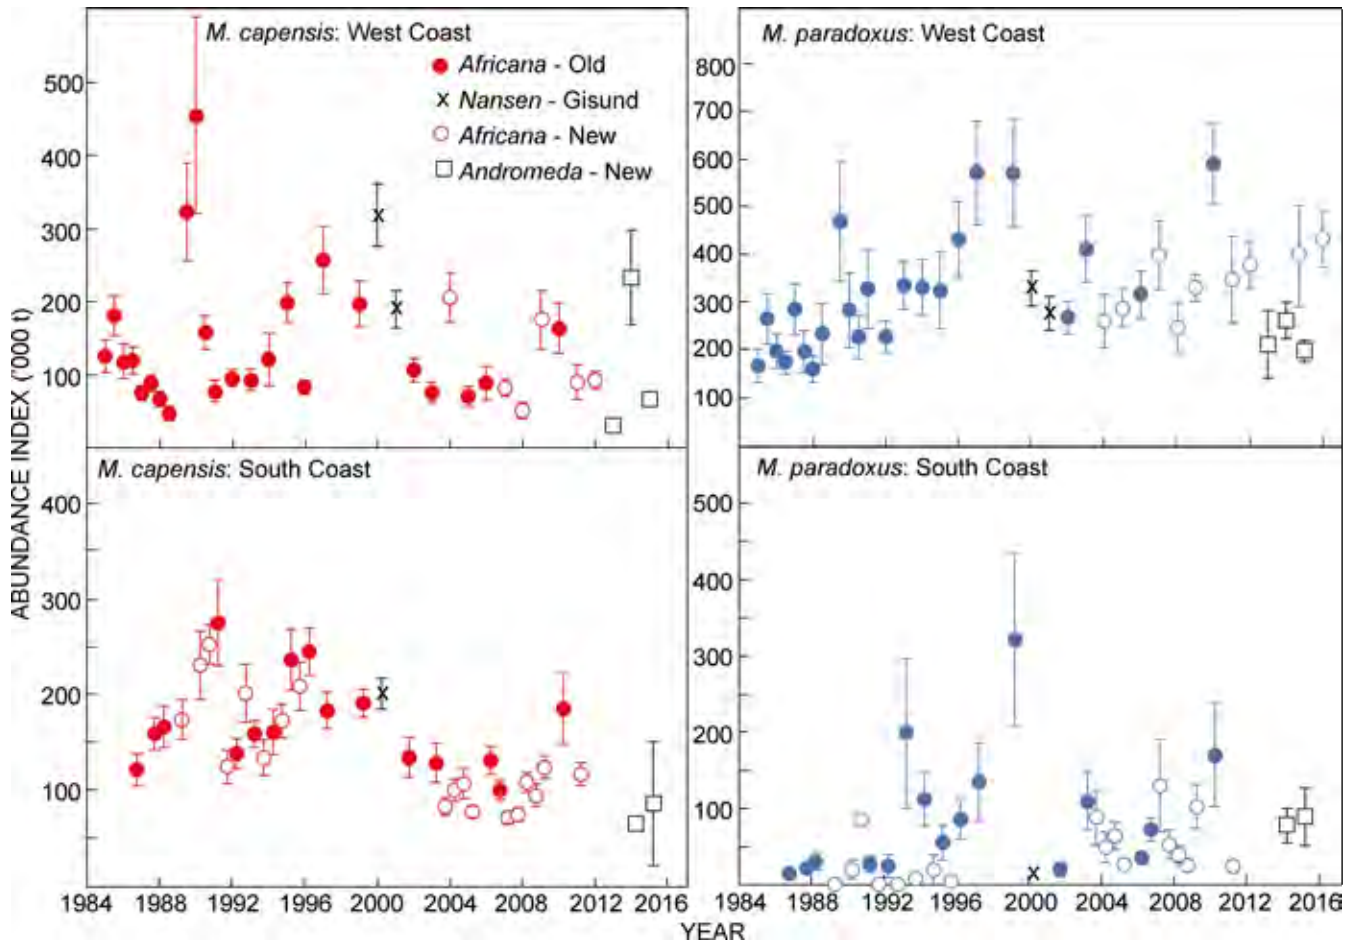 M. capensis: West Coast
Africana - Old
Nansen - Gisund
Africana - New
Andromeda - New
500
400
300
200
100
M. paradoxus: West Coast
800
700
600
500
400
300
200
100
M. capensis: South Coast
400
300
200
100
M. paradoxus: South Coast
500
400
300
200
100
ABUNDANCE INDEX ('000 t)
1984 1988 1992 1996 2000 2004 2008 2012 2016
1984 1988 1992 1996 2000 2004 2008 2012 2016
YEAR